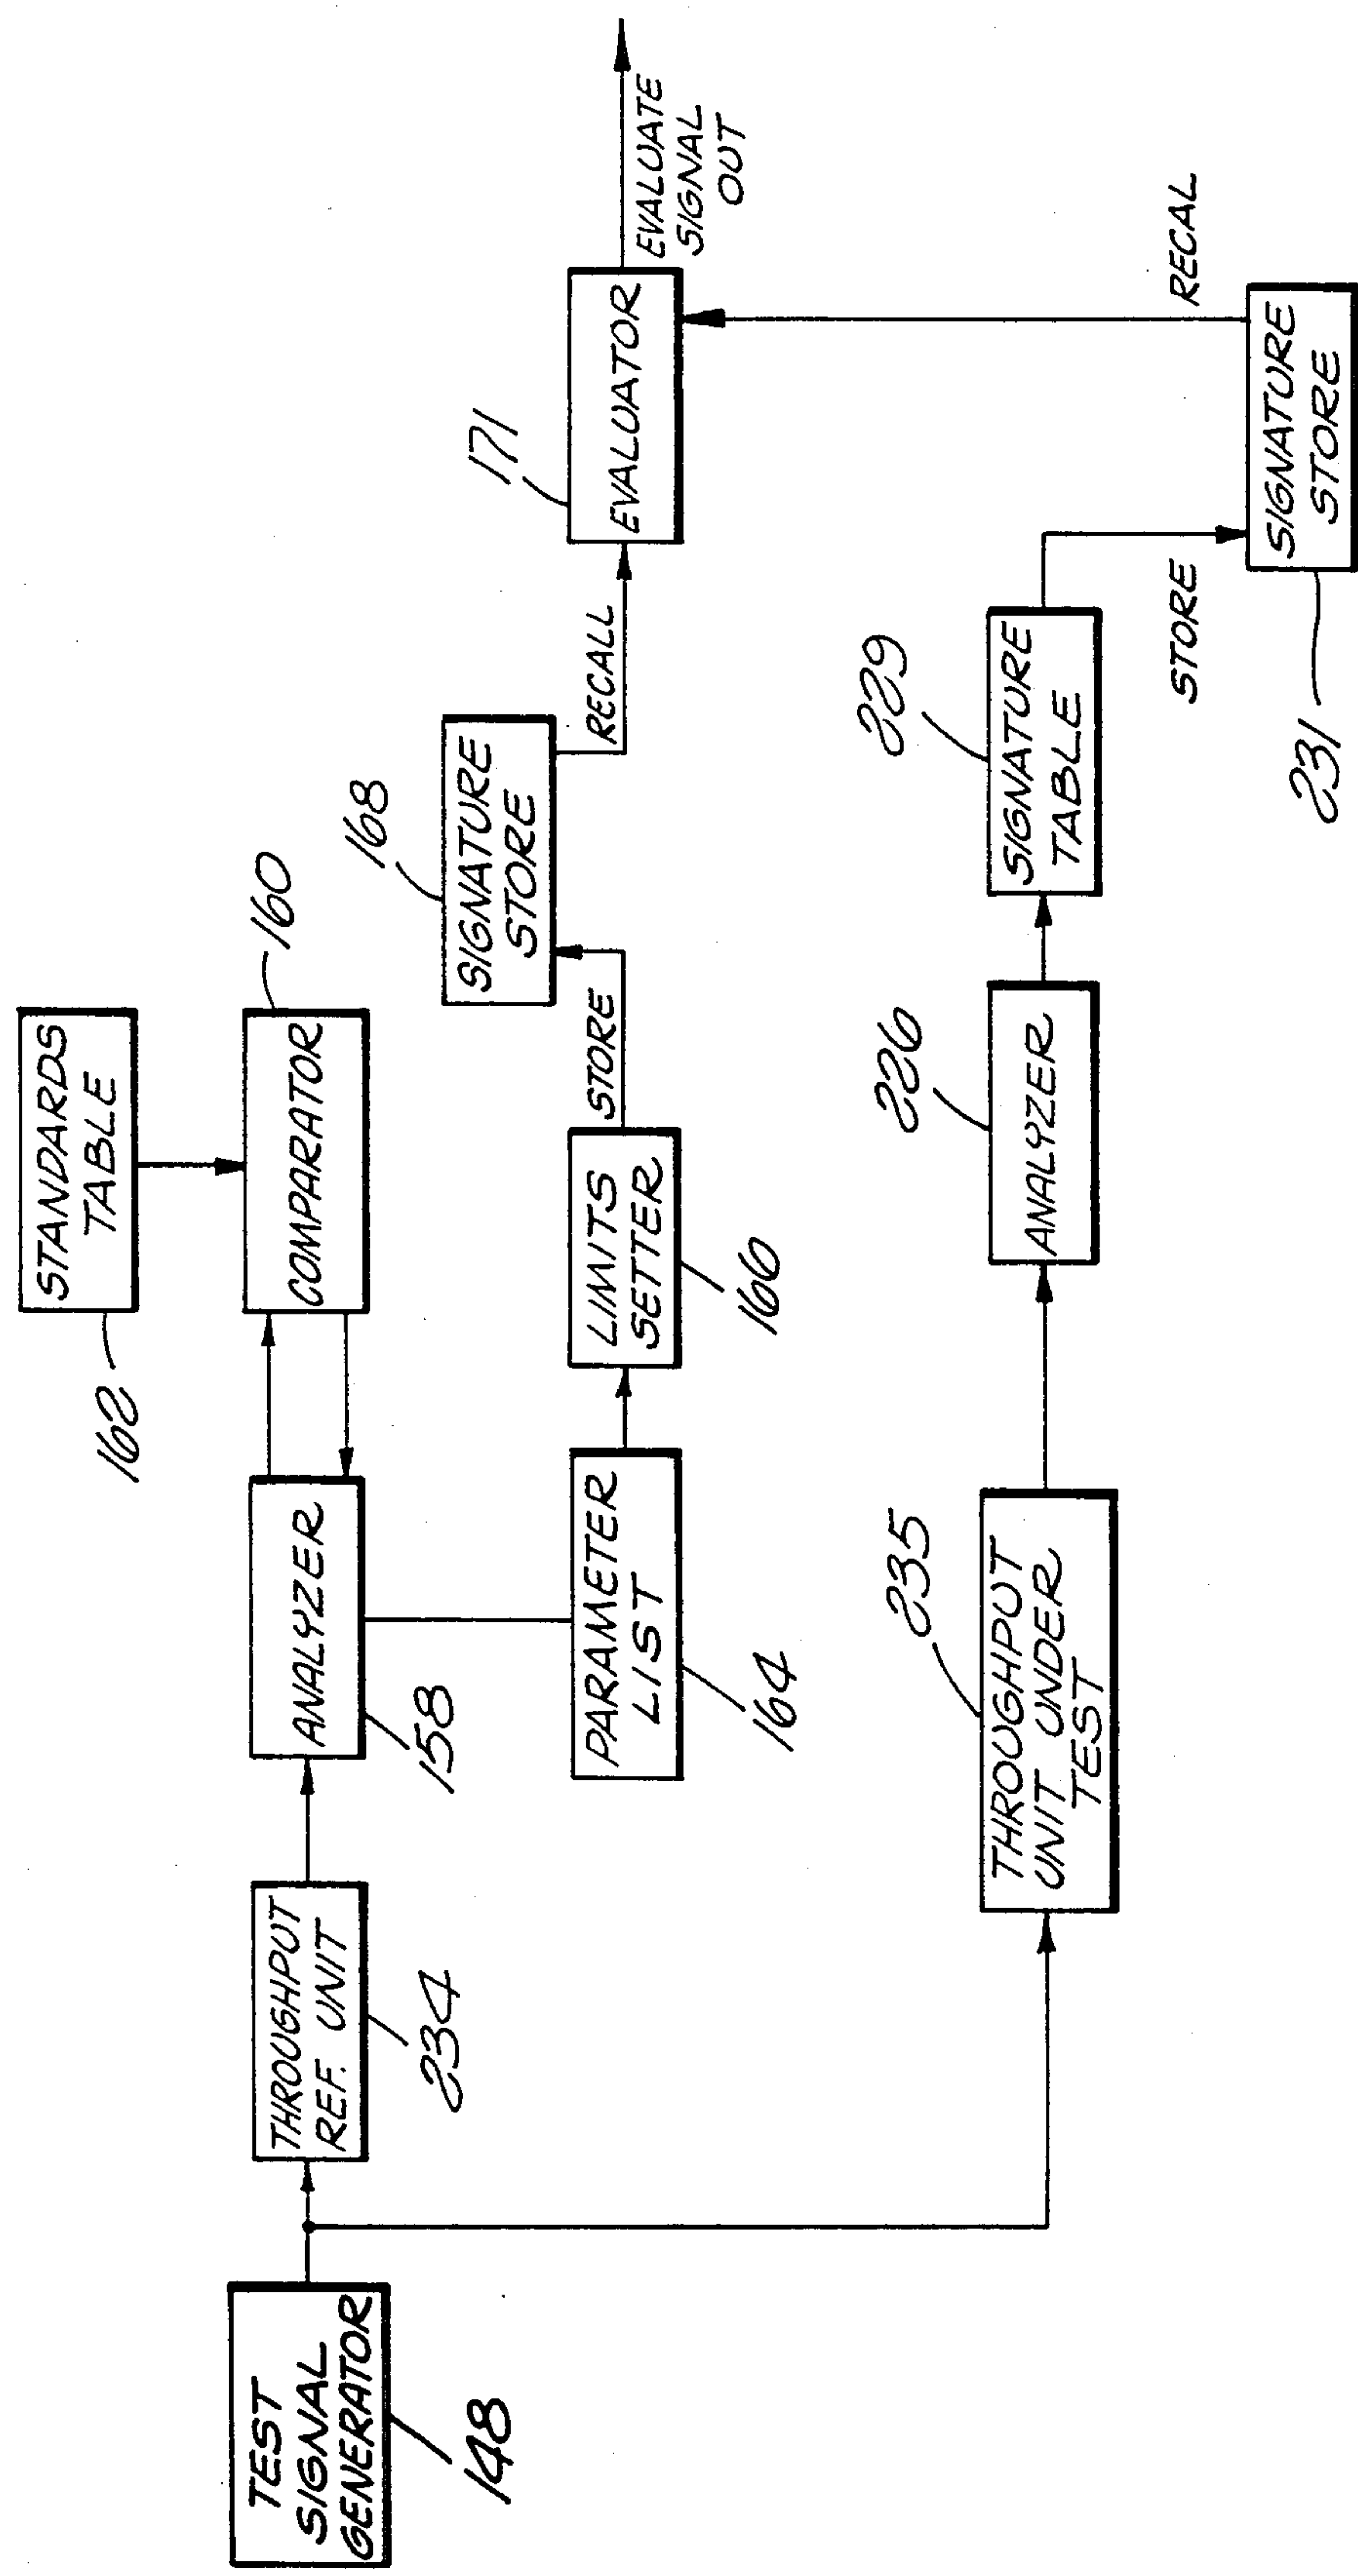 TEST
SIGNAL
GENERATOR
148
THROUGHPUT
REF. UNIT
234
ANALYZER
158
STANDARDS
TABLE
162
COMPARATOR
160
PARAMETER
LIST
164
LIMITS
SETTER
166
STORE
SIGNATURE
STORE
168
RECALL
EVALUATOR
171
EVALUATE
SIGNAL
OUT
THROUGHPUT
UNIT UNDER
TEST
235
ANALYZER
226
SIGNATURE
TABLE
229
STORE
SIGNATURE
STORE
231
RECAL